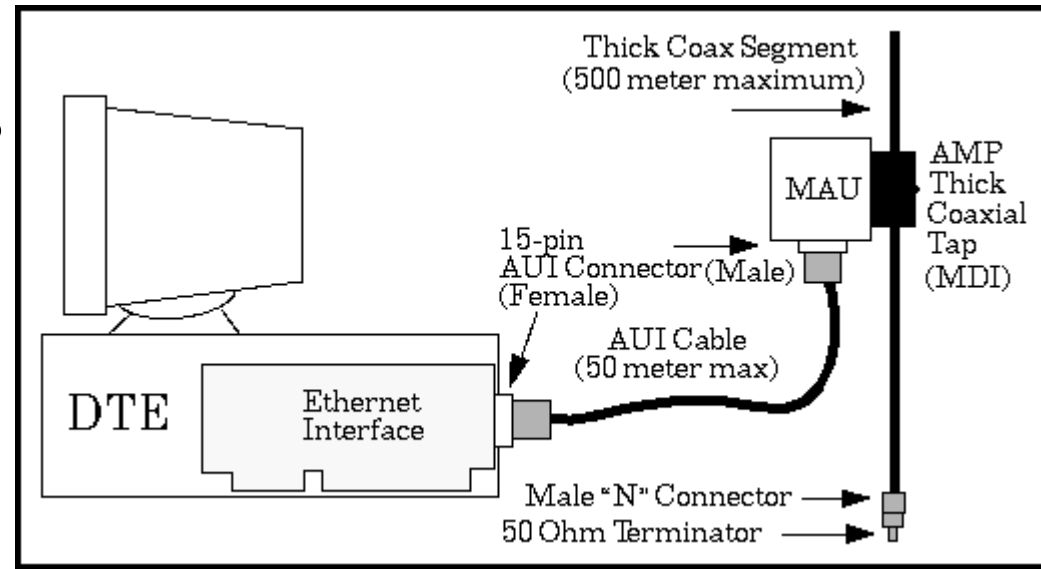 Thick Coax Segment
(500 meter maximum)
MAU
AMP
Thick
Coaxial
Tap
(MDI)
15-pin
AUI Connector (Male)
(Female)
AUI Cable
(50 meter max)
DTE
Ethernet
Interface
Male "N" Connector
50 Ohm Terminator